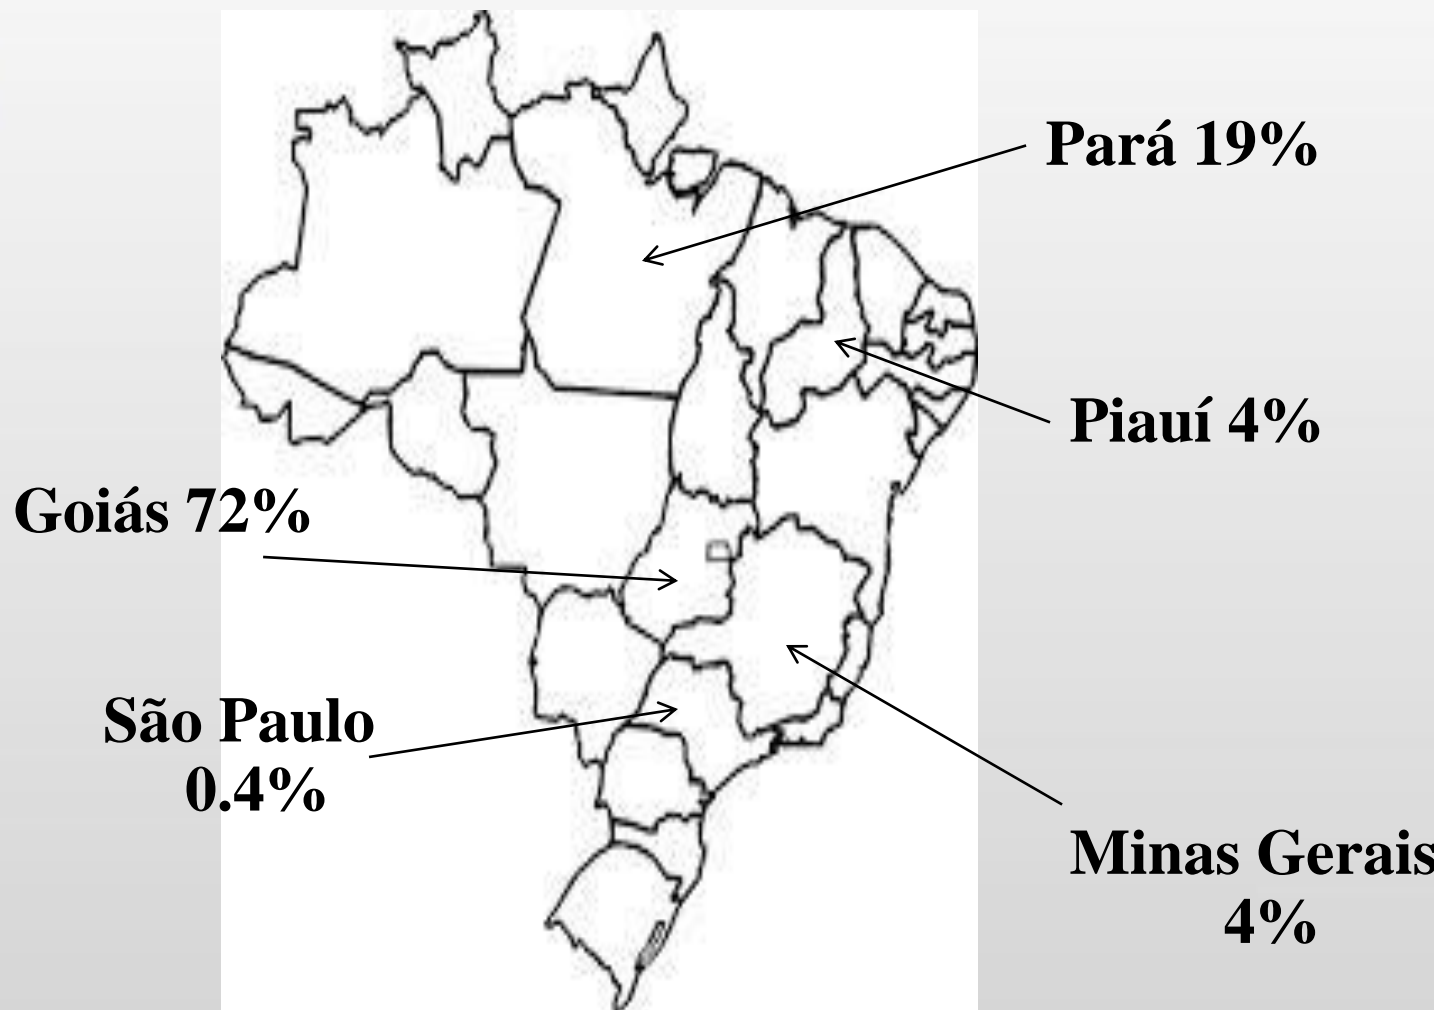 Pará 19%
Piauí 4%
Goiás 72%
São Paulo
0.4%
Minas Gerais
4%